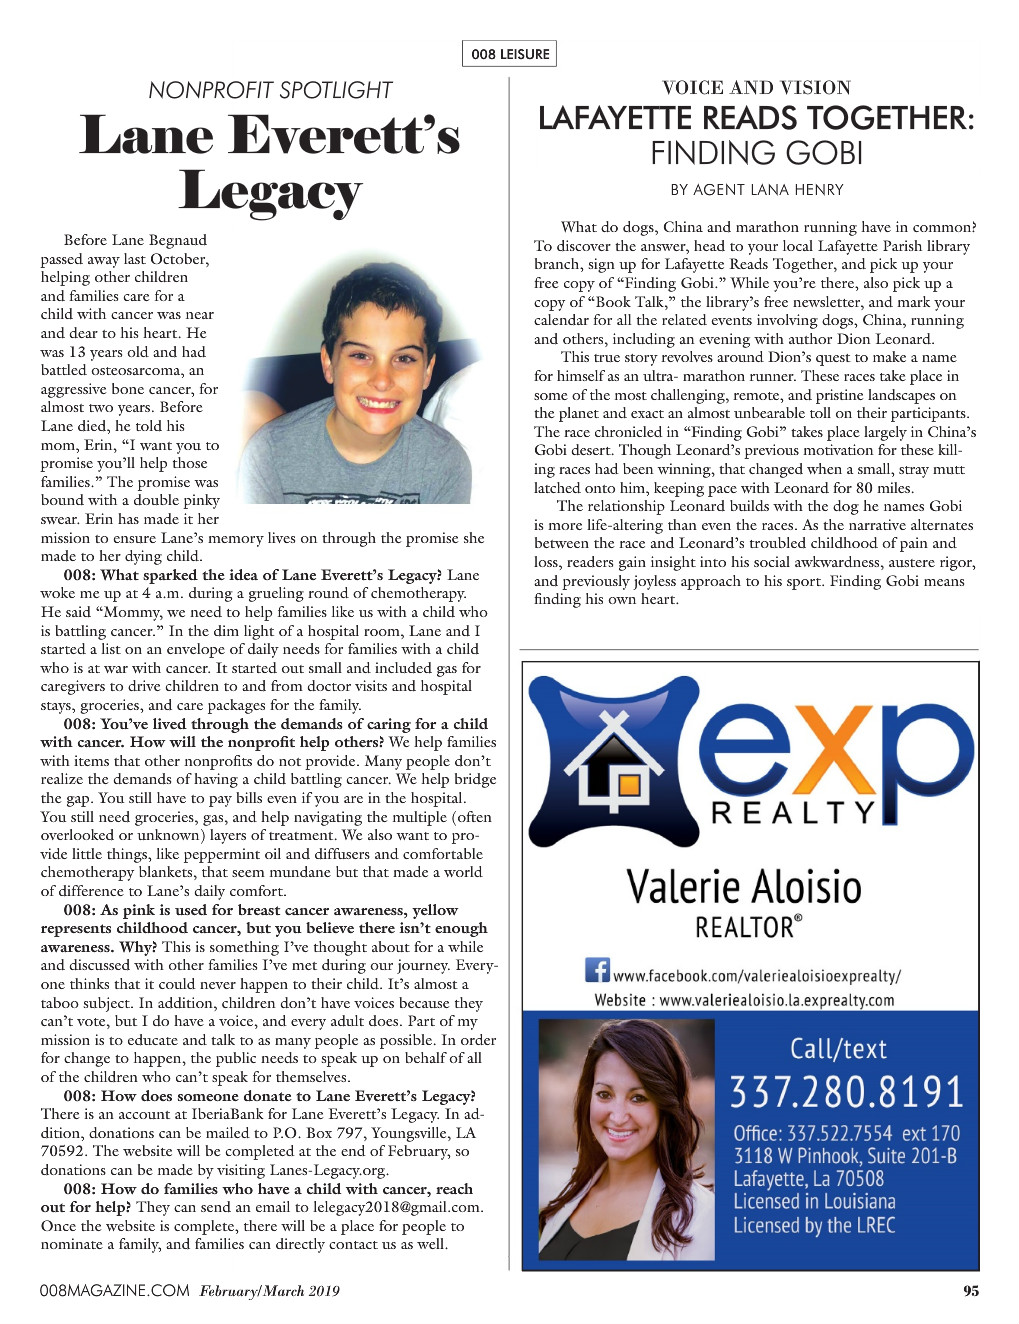 008 LEISURE
NONPROFIT SPOTLIGHT
Lane Everett’s
Legacy
Before Lane Begnaud
passed away last October,
helping other children
and families care for a
child with cancer was near
and dear to his heart. He
was 13 years old and had
battled osteosarcoma, an
aggressive bone cancer, for
almost two years. Before
Lane died, he told his
mom, Erin, “I want you to
promise you’ll help those
families.” The promise was
bound with a double pinky
swear. Erin has made it her
mission to ensure Lane’s memory lives on through the promise she
made to her dying child.
008: What sparked the idea of Lane Everett’s Legacy? Lane
woke me up at 4 a.m. during a grueling round of chemotherapy.
He said “Mommy, we need to help families like us with a child who
is battling cancer.” In the dim light of a hospital room, Lane and I
started a list on an envelope of daily needs for families with a child
who is at war with cancer. It started out small and included gas for
caregivers to drive children to and from doctor visits and hospital
stays, groceries, and care packages for the family.
008: You’ve lived through the demands of caring for a child
with cancer. How will the nonprofit help others? We help families
with items that other nonprofits do not provide. Many people don’t
realize the demands of having a child battling cancer. We help bridge
the gap. You still have to pay bills even if you are in the hospital.
You still need groceries, gas, and help navigating the multiple (often
overlooked or unknown) layers of treatment. We also want to pro-
vide little things, like peppermint oil and diffusers and comfortable
chemotherapy blankets, that seem mundane but that made a world
of difference to Lane’s daily comfort.
008: As pink is used for breast cancer awareness, yellow
represents childhood cancer, but you believe there isn’t enough
awareness. Why? This is something I’ve thought about for a while
and discussed with other families I’ve met during our journey. Every-
one thinks that it could never happen to their child. It’s almost a
taboo subject. In addition, children don’t have voices because they
can’t vote, but I do have a voice, and every adult does. Part of my
mission is to educate and talk to as many people as possible. In order
for change to happen, the public needs to speak up on behalf of all
of the children who can’t speak for themselves.
008: How does someone donate to Lane Everett’s Legacy?
There is an account at IberiaBank for Lane Everett’s Legacy. In ad-
dition, donations can be mailed to P.O. Box 797, Youngsville, LA
70592. The website will be completed at the end of February, so
donations can be made by visiting Lanes-Legacy.org.
008: How do families who have a child with cancer, reach
out for help? They can send an email to lelegacy2018@gmail.com.
Once the website is complete, there will be a place for people to
nominate a family, and families can directly contact us as well.
VOICE AND VISION
LAFAYETTE READS TOGETHER:
FINDING GOBI
BY AGENT LANA HENRY
What do dogs, China and marathon running have in common?
To discover the answer, head to your local Lafayette Parish library
branch, sign up for Lafayette Reads Together, and pick up your
free copy of “Finding Gobi.” While you’re there, also pick up a
copy of “Book Talk,” the library’s free newsletter, and mark your
calendar for all the related events involving dogs, China, running
and others, including an evening with author Dion Leonard.
This true story revolves around Dion’s quest to make a name
for himself as an ultra- marathon runner. These races take place in
some of the most challenging, remote, and pristine landscapes on
the planet and exact an almost unbearable toll on their participants.
The race chronicled in “Finding Gobi” takes place largely in China’s
Gobi desert. Though Leonard’s previous motivation for these kill-
ing races had been winning, that changed when a small, stray mutt
latched onto him, keeping pace with Leonard for 80 miles.
The relationship Leonard builds with the dog he names Gobi
is more life-altering than even the races. As the narrative alternates
between the race and Leonard’s troubled childhood of pain and
loss, readers gain insight into his social awkwardness, austere rigor,
and previously joyless approach to his sport. Finding Gobi means
finding his own heart.
exp
REALTY
Valerie Aloisio
REALTOR®
f www.facebook.com/valeriealoisioexprealty/
Website : www.valeriealoisio.la.exprealty.com
Call/text
337.280.8191
Office: 337.522.7554 ext 170
3118 W Pinhook, Suite 201-B
Lafayette, La 70508
Licensed in Louisiana
Licensed by the LREC
008MAGAZINE.COM February/March 2019
95